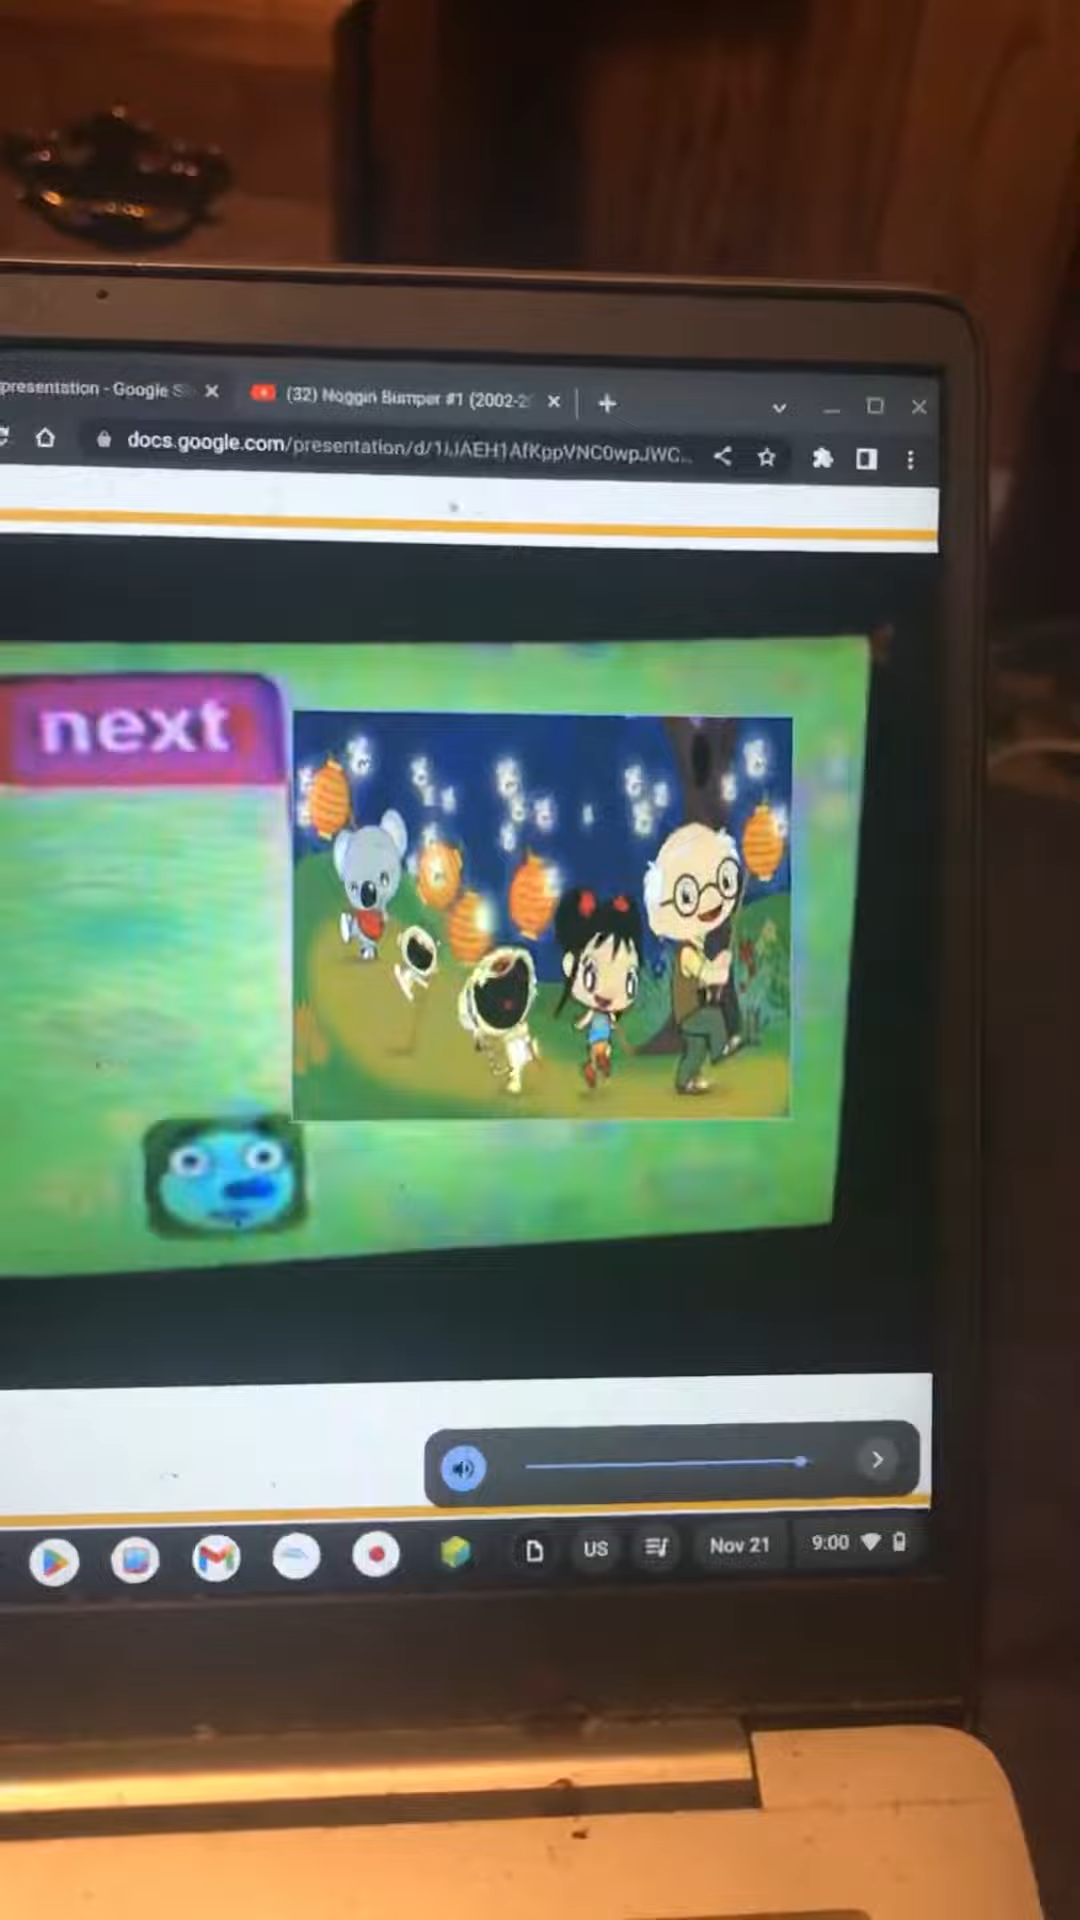 presentation - Google S
(32) Noggin Bumper #1 (2002-2
docs.google.com/presentation/d/1IJAEH1AfKppVNC0wpJWC...
next
US
Nov 21
9:00